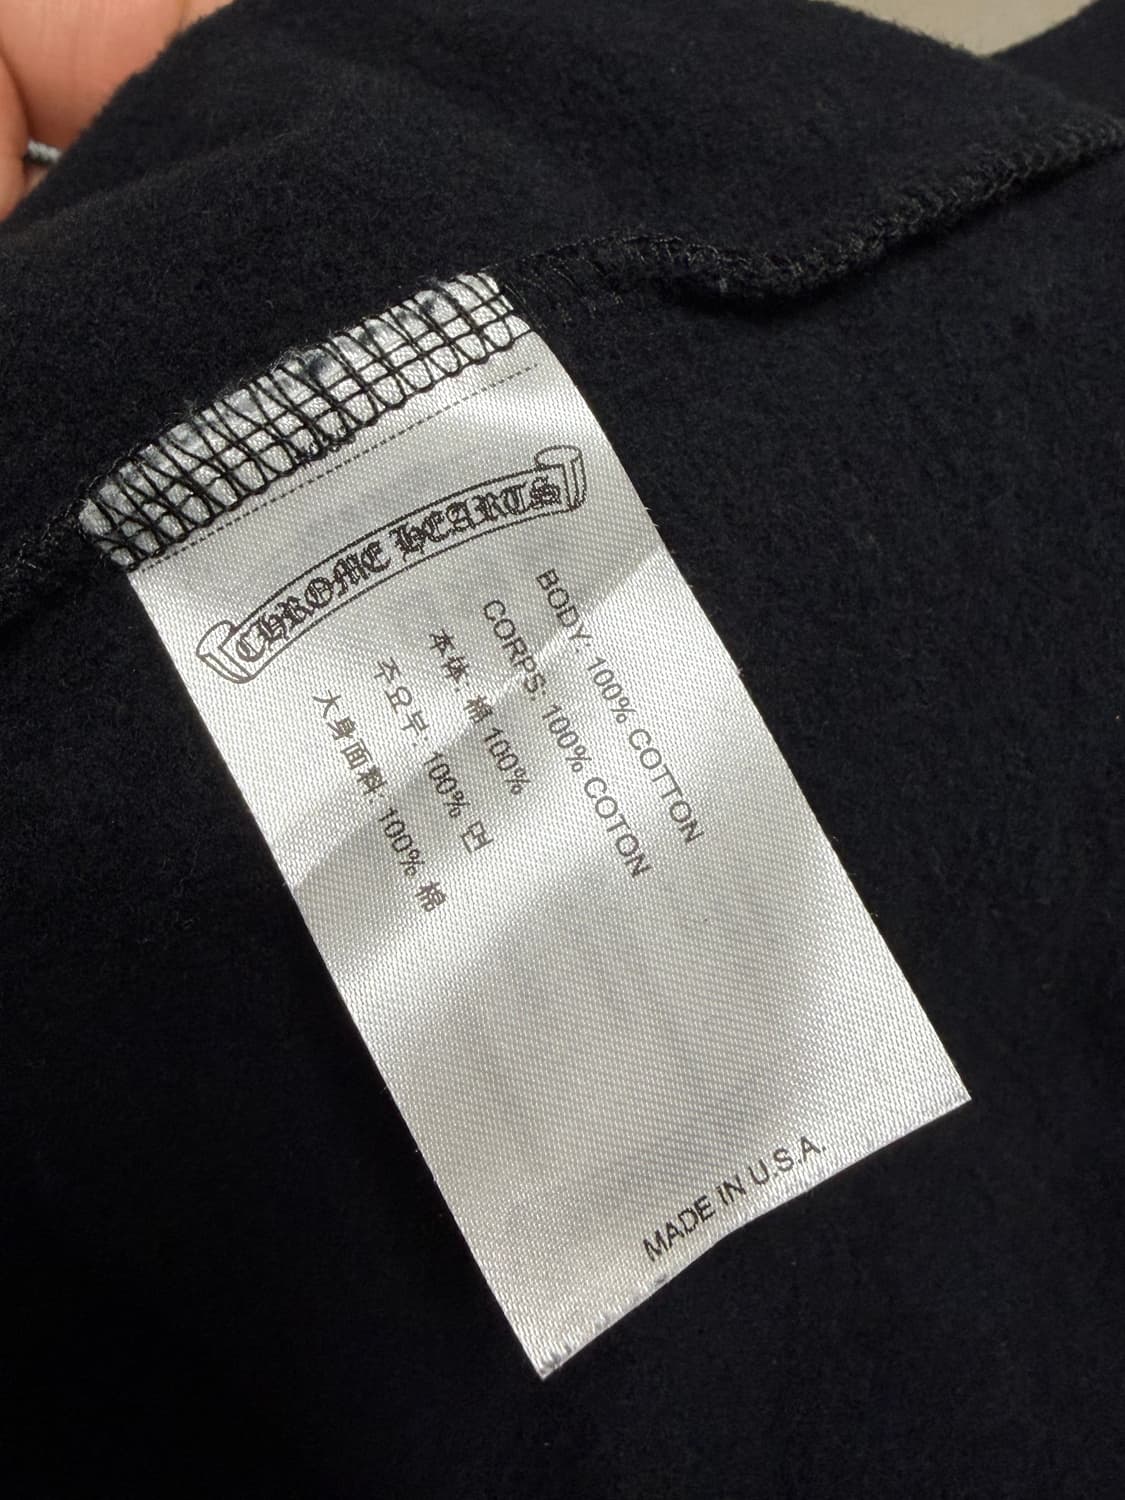 CHROME HEARTS
BODY: 100% COTTON
CORPS: 100% COTON
本体: 棉 100%
주요부: 100% 면
大身面料: 100% 棉
MADE IN U.S.A.